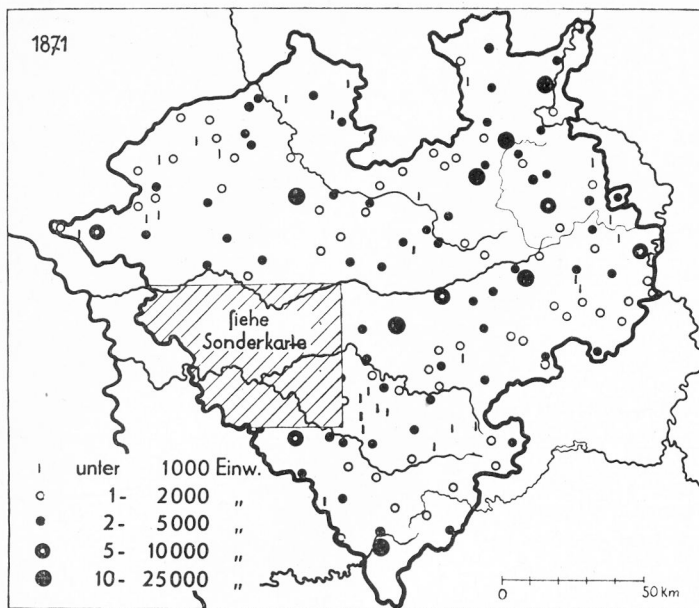 1871
ſiehe
Sonderkarte
unter 1000 Einw.
1- 2000 „
2- 5000 „
5- 10000 „
10- 25000 „
0 50 km